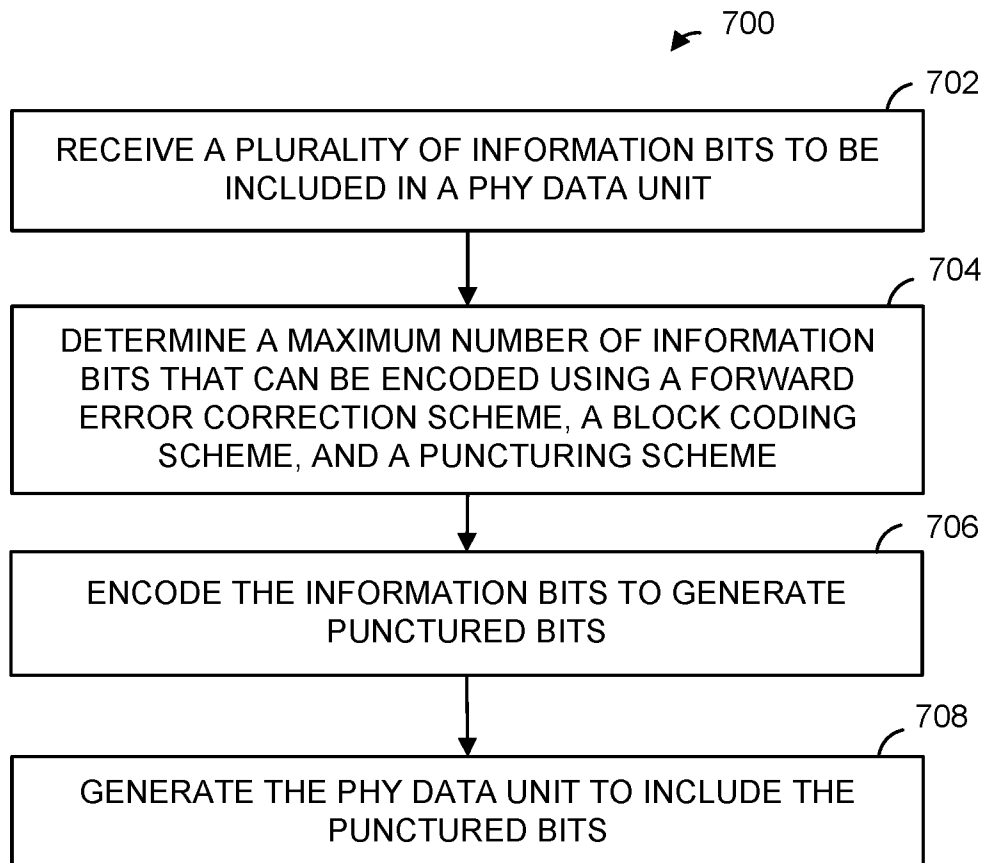 700
702
RECEIVE A PLURALITY OF INFORMATION BITS TO BE
INCLUDED IN A PHY DATA UNIT
704
DETERMINE A MAXIMUM NUMBER OF INFORMATION
BITS THAT CAN BE ENCODED USING A FORWARD
ERROR CORRECTION SCHEME, A BLOCK CODING
SCHEME, AND A PUNCTURING SCHEME
706
ENCODE THE INFORMATION BITS TO GENERATE
PUNCTURED BITS
708
GENERATE THE PHY DATA UNIT TO INCLUDE THE
PUNCTURED BITS